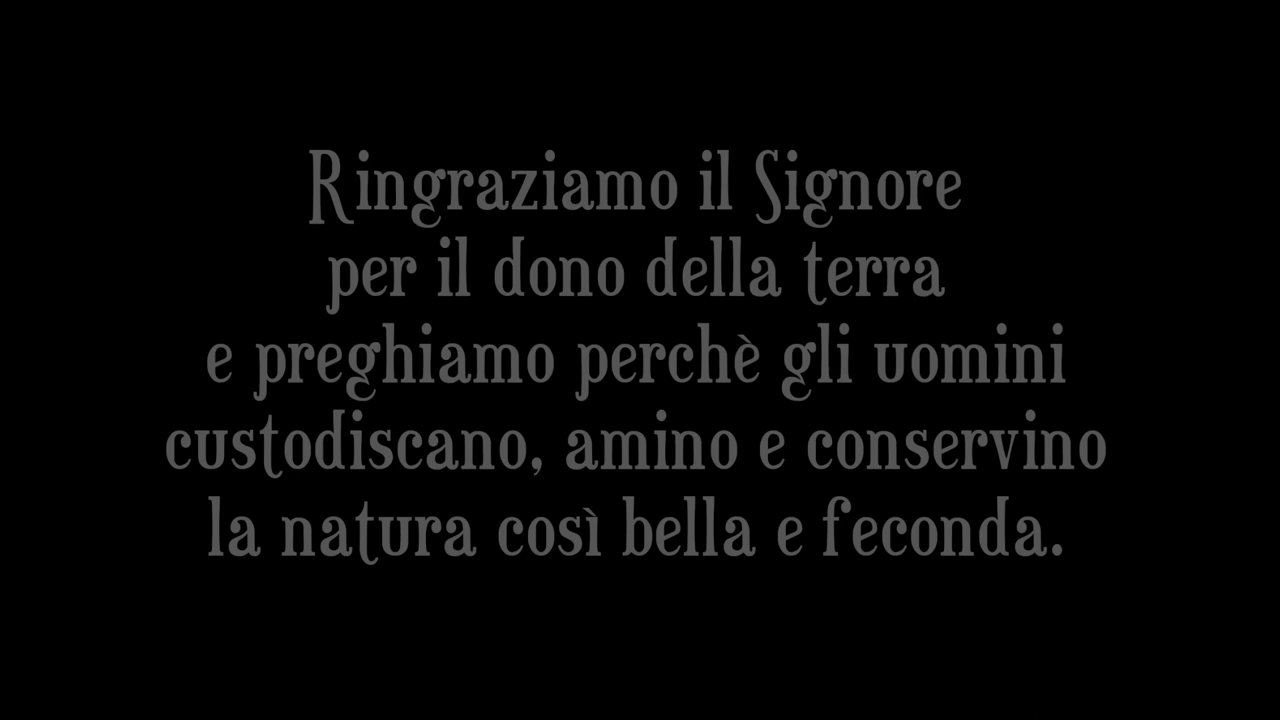 Ringraziamo il Signore
per il dono della terra
e preghiamo perchè gli uomini
custodiscano, amino e conservino
la natura così bella e feconda.